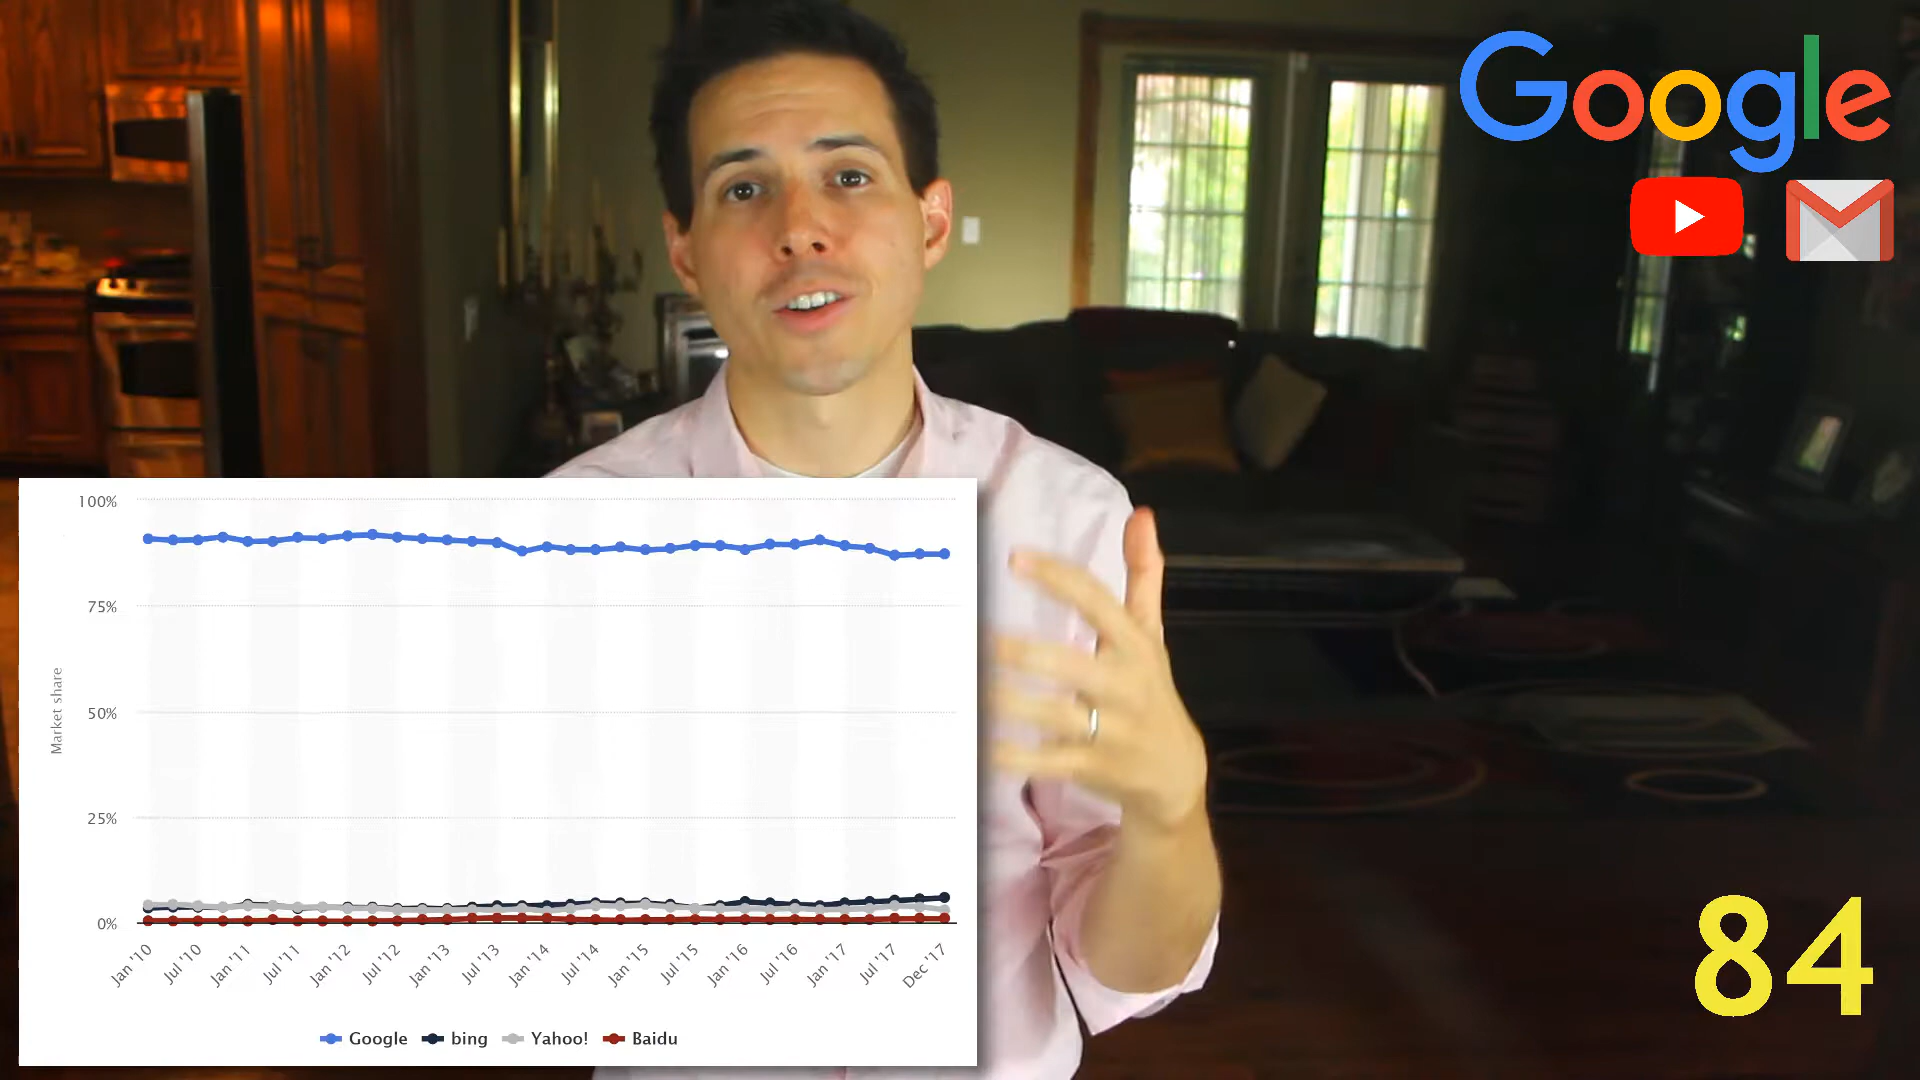 Google
100%
75%
50%
25%
0%
Market share
Jan '10
Jul '10
Jan '11
Jul '11
Jan '12
Jul '12
Jan '13
Jul '13
Jan '14
Jul '14
Jan '15
Jul '15
Jan '16
Jul '16
Jan '17
Jul '17
Dec '17
Google bing Yahoo! Baidu
84